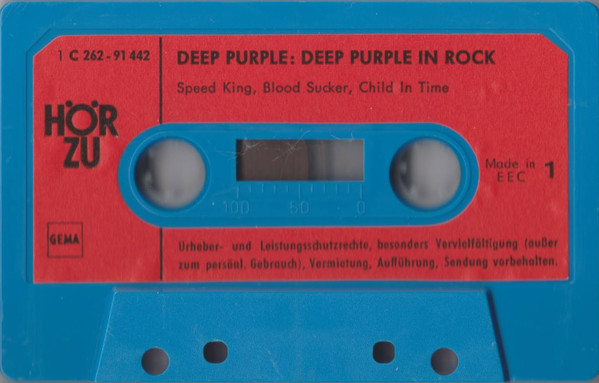 1 C 262-91 442
DEEP PURPLE: DEEP PURPLE IN ROCK
Speed King, Blood Sucker, Child In Time
HÖR
ZU
Made in
EEC
1
100 50 0
GEMA
Urheber- und Leistungsschutzrechte, besonders Vervielfältigung (außer
zum persönl. Gebrauch), Vermietung, Aufführung, Sendung vorbehalten.